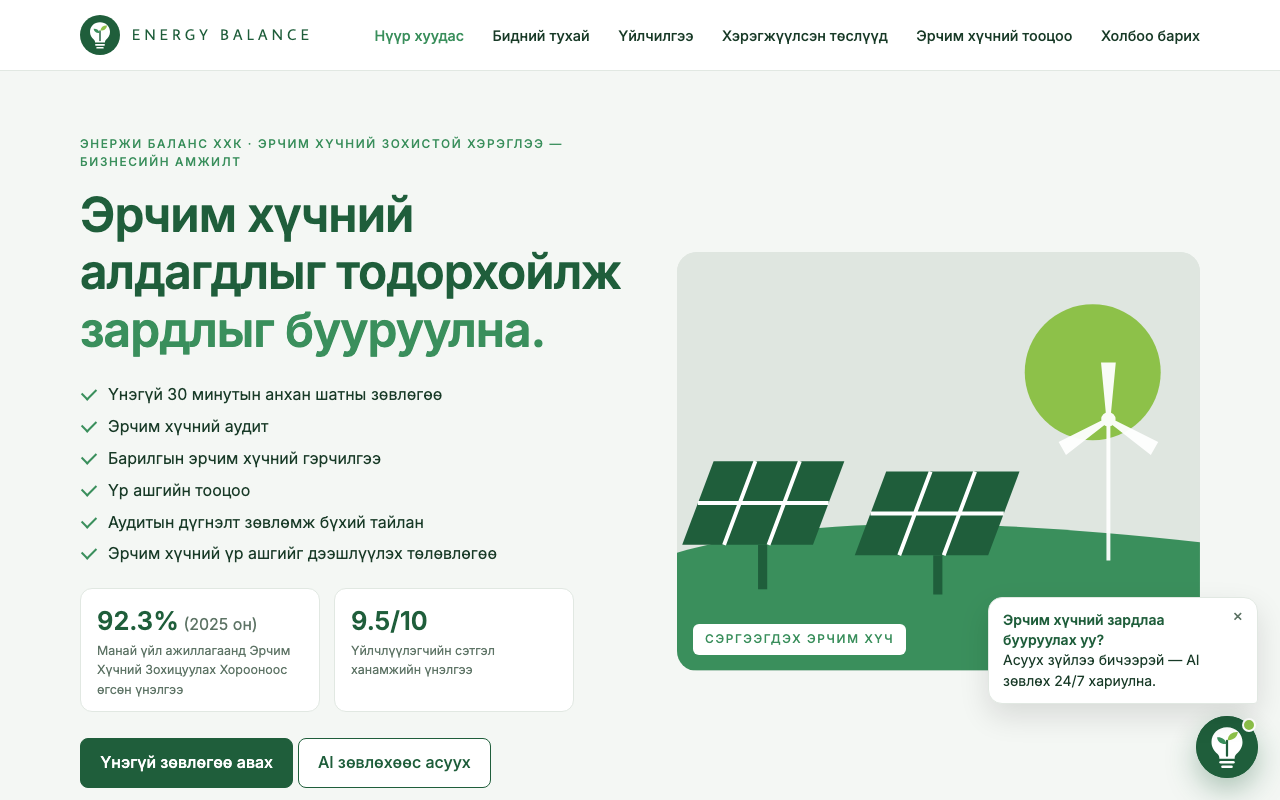 ENERGY BALANCE
Нүүр хуудас
Бидний тухай
Үйлчилгээ
Хэрэгжүүлсэн төслүүд
Эрчим хүчний тооцоо
Холбоо барих
ЭНЕРЖИ БАЛАНС ХХК · ЭРЧИМ ХҮЧНИЙ ЗОХИСТОЙ ХЭРЭГЛЭЭ —
БИЗНЕСИЙН АМЖИЛТ
Эрчим хүчний
алдагдлыг тодорхойлж
зардлыг бууруулна.
Үнэгүй 30 минутын анхан шатны зөвлөгөө
Эрчим хүчний аудит
Барилгын эрчим хүчний гэрчилгээ
Үр ашгийн тооцоо
Аудитын дүгнэлт зөвлөмж бүхий тайлан
Эрчим хүчний үр ашгийг дээшлүүлэх төлөвлөгөө
92.3% (2025 он)
Манай үйл ажиллагаанд Эрчим
Хүчний Зохицуулах Хорооноос
өгсөн үнэлгээ
9.5/10
Үйлчлүүлэгчийн сэтгэл
ханамжийн үнэлгээ
Үнэгүй зөвлөгөө авах
AI зөвлөхөөс асуух
СЭРГЭЭГДЭХ ЭРЧИМ ХҮЧ
Эрчим хүчний зардлаа
бууруулах уу?
×
Асуух зүйлээ бичээрэй — AI
зөвлөх 24/7 хариулна.